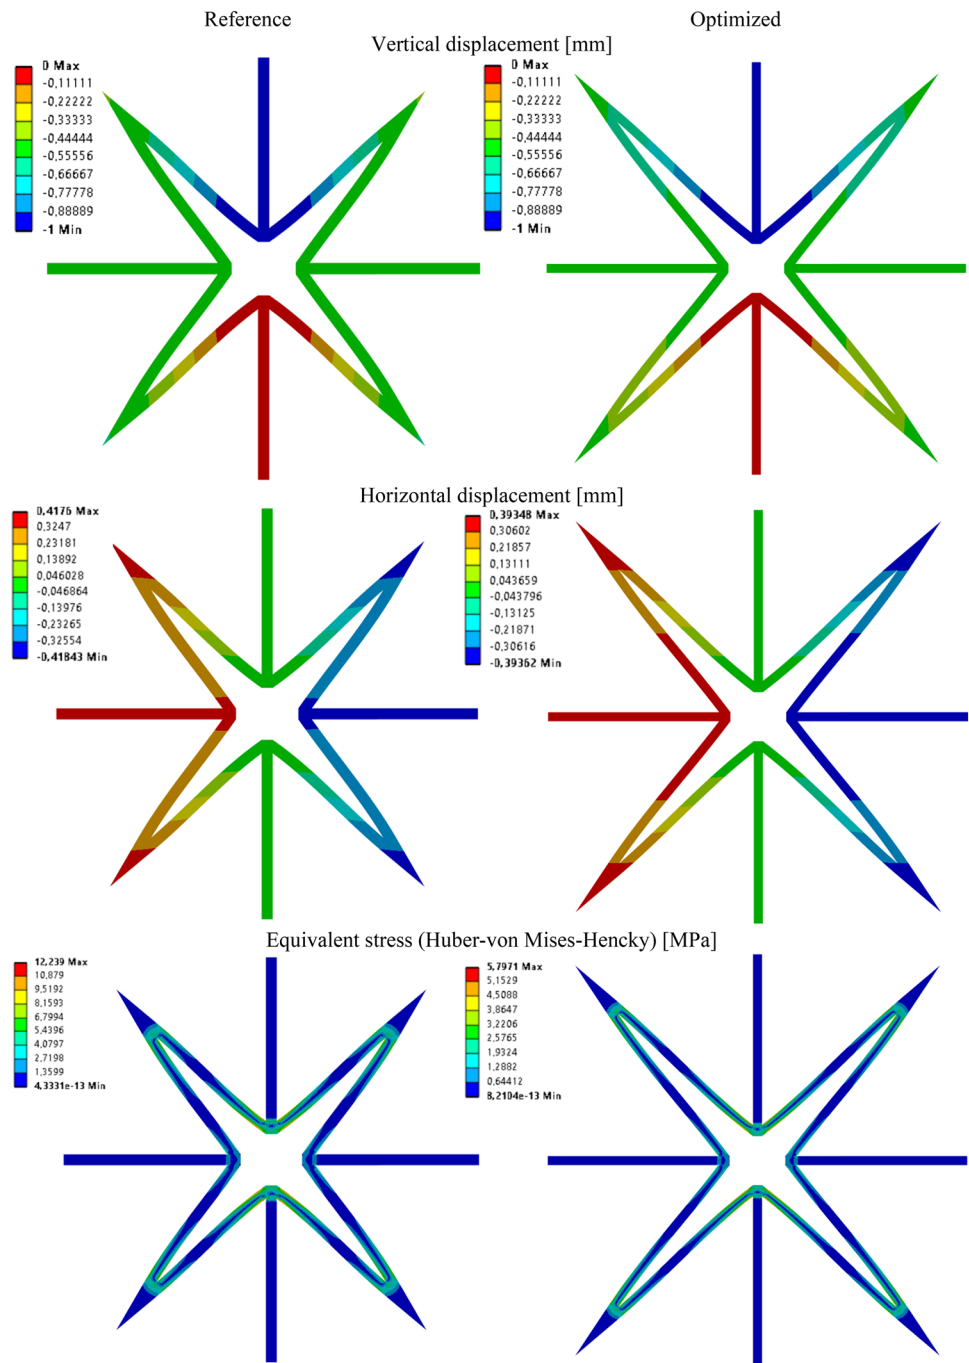 Reference
Optimized
Vertical displacement [mm]
0 Max
-0,11111
-0,22222
-0,33333
-0,44444
-0,55556
-0,66667
-0,77778
-0,88889
-1 Min
0 Max
-0,11111
-0,22222
-0,33333
-0,44444
-0,55556
-0,66667
-0,77778
-0,88889
-1 Min
Horizontal displacement [mm]
0,4176 Max
0,3247
0,23181
0,13892
0,046028
-0,046864
-0,13976
-0,23265
-0,32554
-0,41843 Min
0,39348 Max
0,30602
0,21857
0,13111
0,043659
-0,043796
-0,13125
-0,21871
-0,30616
-0,39362 Min
Equivalent stress (Huber-von Mises-Hencky) [MPa]
12,239 Max
10,879
9,5192
8,1593
6,7994
5,4396
4,0797
2,7198
1,3599
4,3331e-13 Min
5,7971 Max
5,1529
4,5088
3,8647
3,2206
2,5765
1,9324
1,2882
0,64412
8,2104e-13 Min